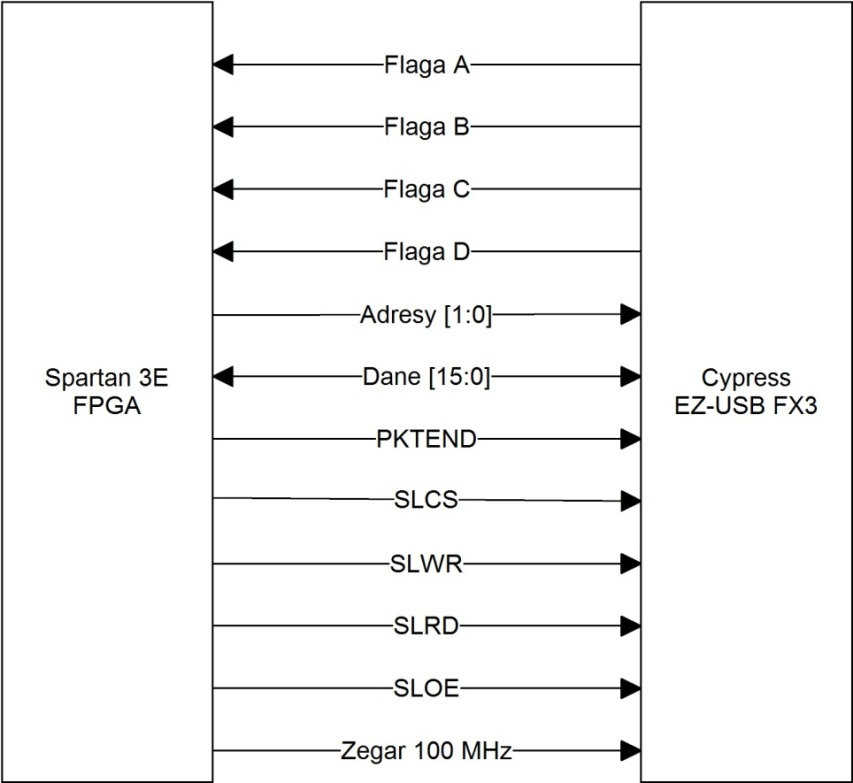 Flaga A
Flaga B
Flaga C
Flaga D
Adresy [1:0]
Spartan 3E
FPGA
Dane [15:0]
Cypress
EZ-USB FX3
PKTEND
SLCS
SLWR
SLRD
SLOE
Zegar 100 MHz